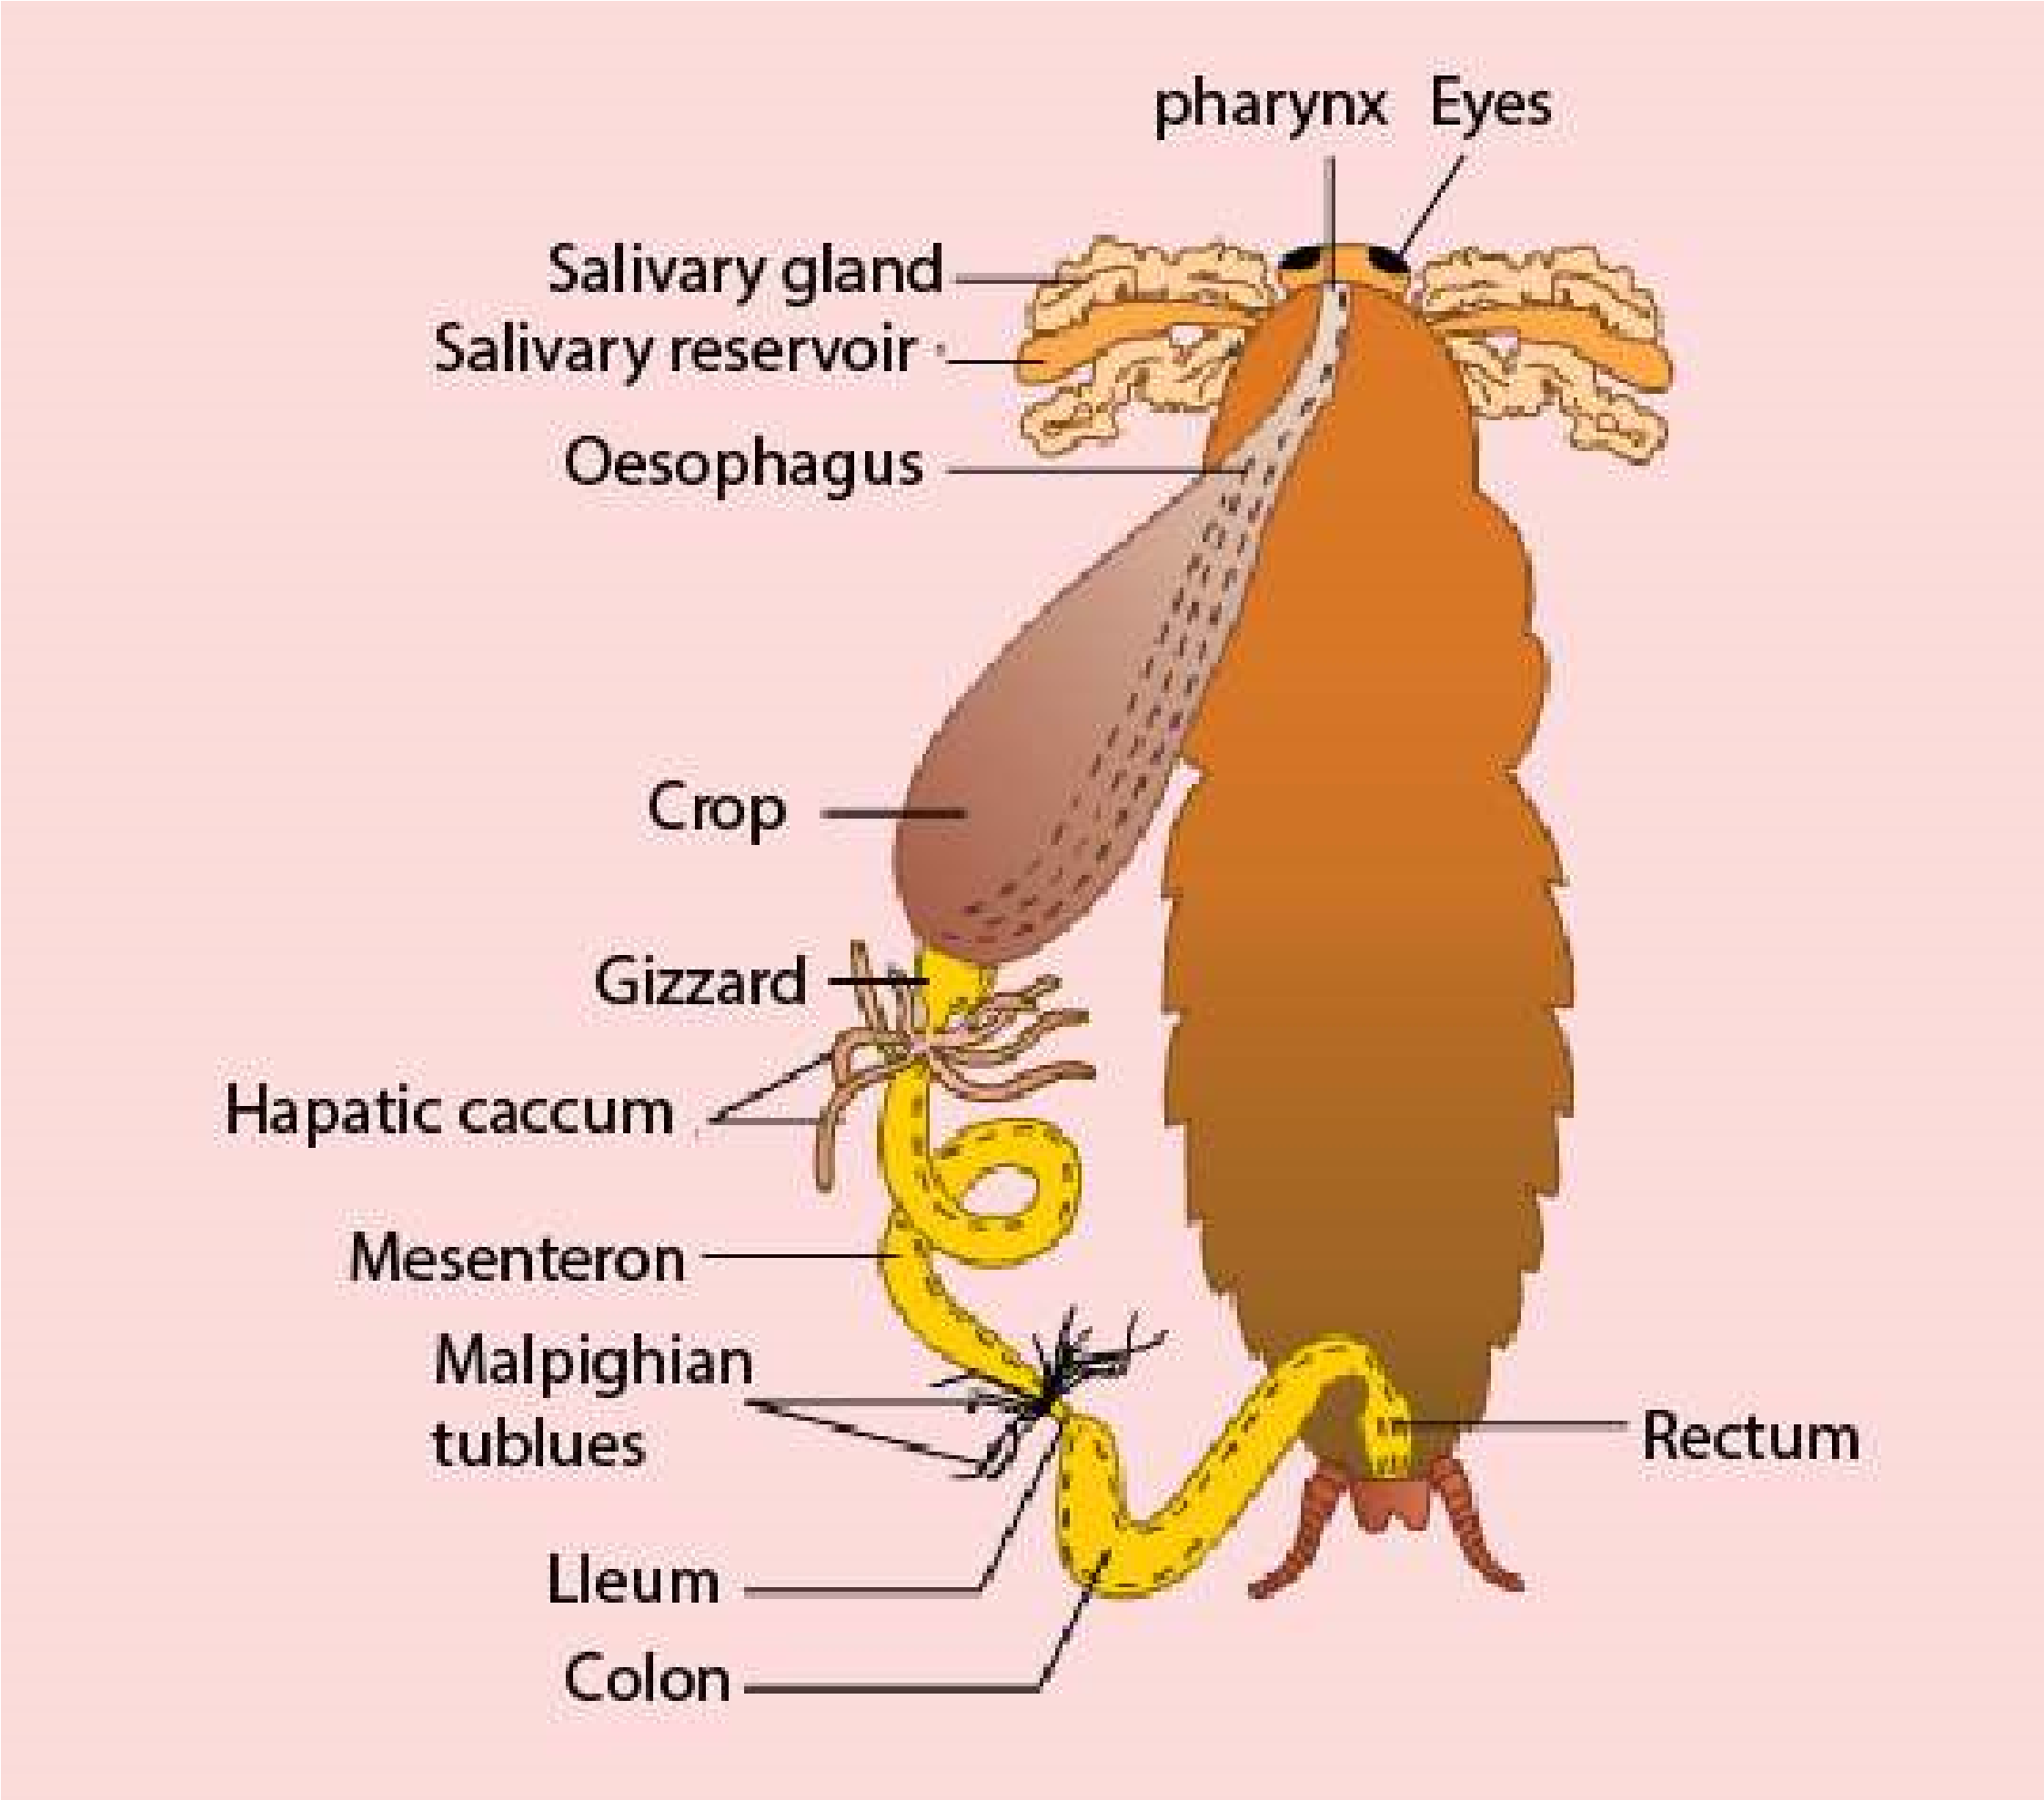 pharynx Eyes
Salivary gland
Salivary reservoir
Oesophagus
Crop
Gizzard
Hapatic caccum
Mesenteron
Malpighian
tublues
Rectum
Lleum
Colon